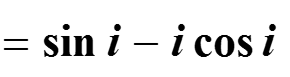 = sin i − i cos i